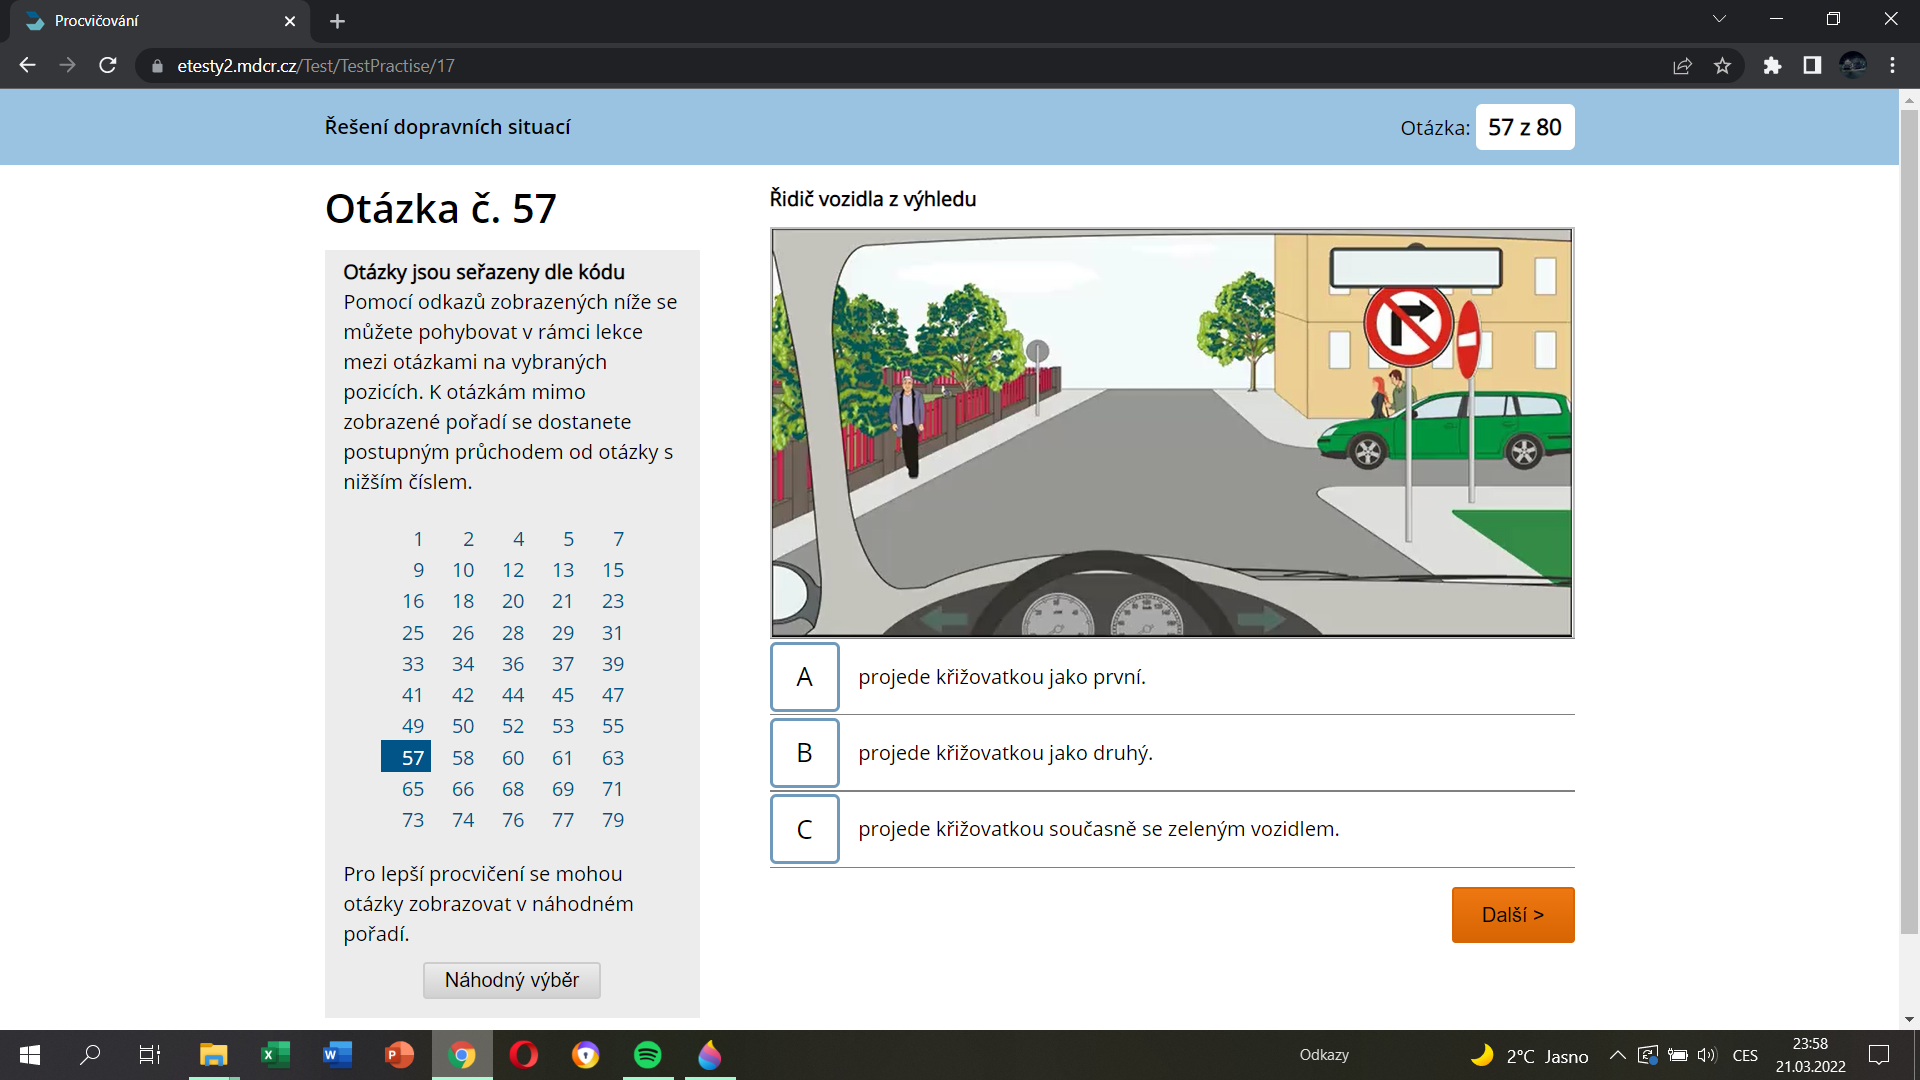 Procvičování
etesty2.mdcr.cz/Test/TestPractise/17
Řešení dopravních situací
Otázka: 57 z 80
Otázka č. 57
Otázky jsou seřazeny dle kódu
Pomocí odkazů zobrazených níže se
můžete pohybovat v rámci lekce
mezi otázkami na vybraných
pozicích. K otázkám mimo
zobrazené pořadí se dostanete
postupným průchodem od otázky s
nižším číslem.
1 2 4 5 7
9 10 12 13 15
16 18 20 21 23
25 26 28 29 31
33 34 36 37 39
41 42 44 45 47
49 50 52 53 55
57 58 60 61 63
65 66 68 69 71
73 74 76 77 79
Pro lepší procvičení se mohou
otázky zobrazovat v náhodném
pořadí.
Náhodný výběr
Řidič vozidla z výhledu
A projede křižovatkou jako první.
B projede křižovatkou jako druhý.
C projede křižovatkou současně se zeleným vozidlem.
Další >
Odkazy
2°C Jasno
CES
23:58
21.03.2022